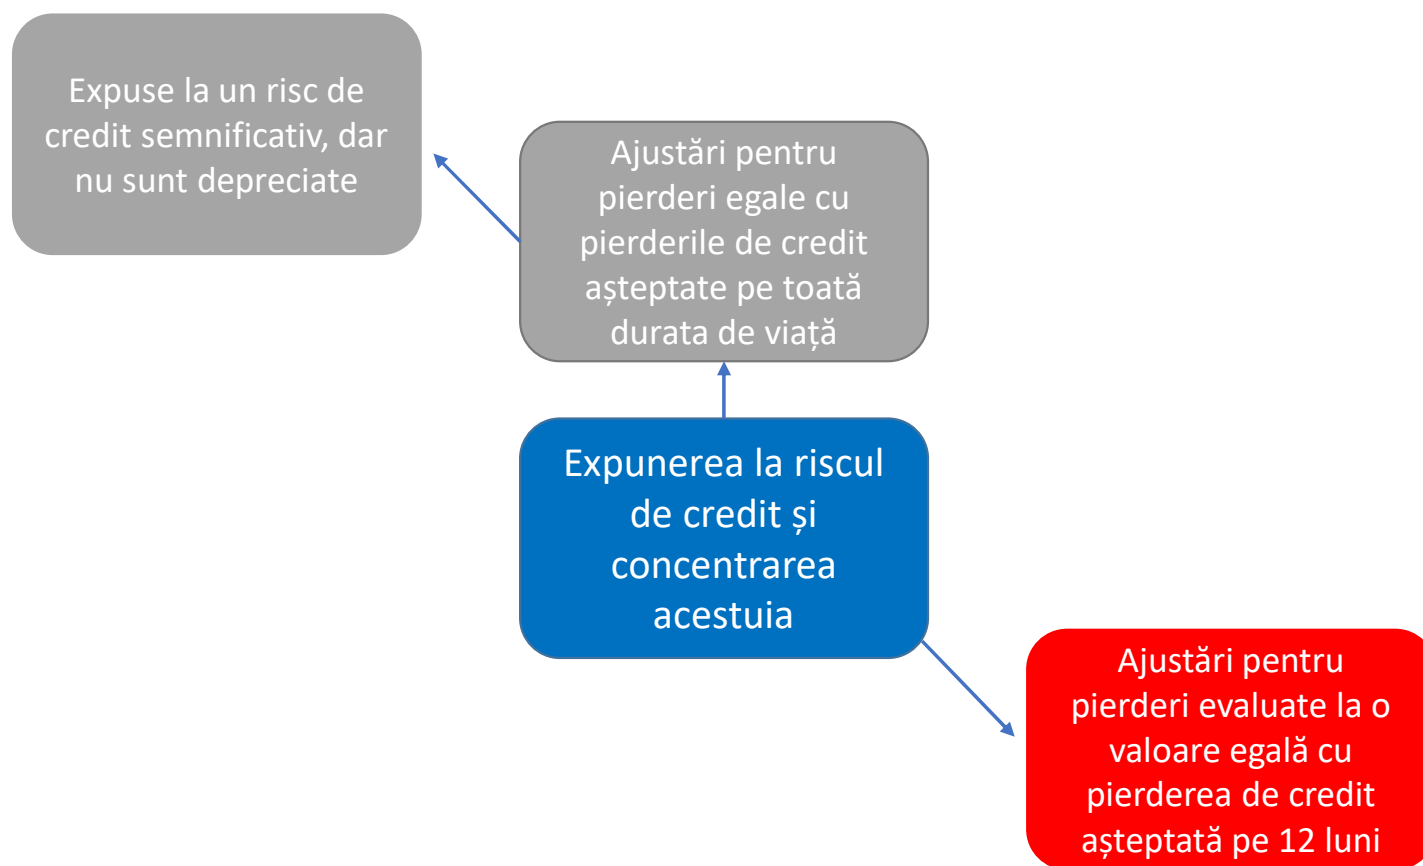 Expuse la un risc de
credit semnificativ, dar
nu sunt depreciate
Ajustări pentru
pierderi egale cu
pierderile de credit
așteptate pe toată
durata de viață
Expunerea la riscul
de credit și
concentrarea
acestuia
Ajustări pentru
pierderi evaluate la o
valoare egală cu
pierderea de credit
așteptată pe 12 luni